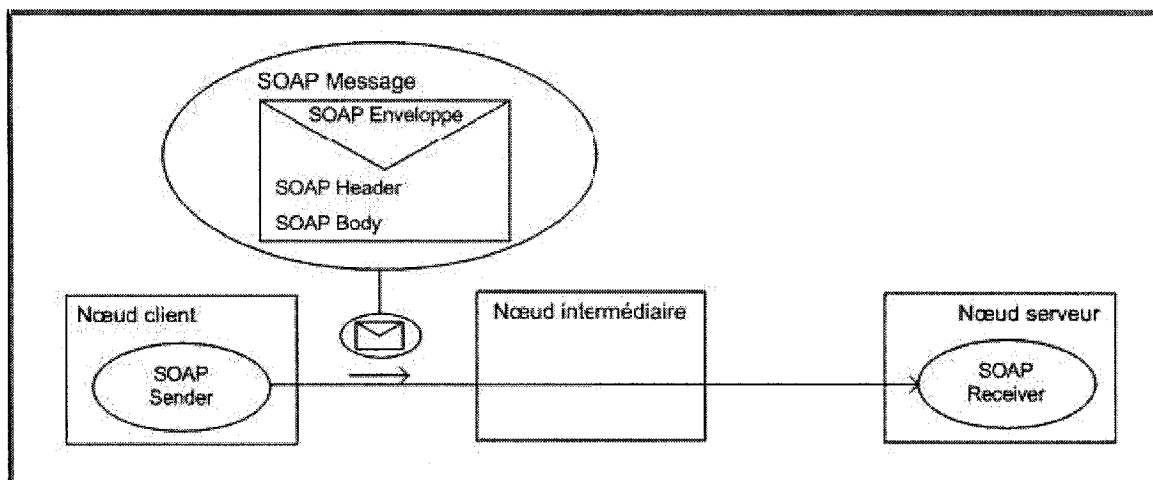 SOAP Message
SOAP Enveloppe
SOAP Header
SOAP Body
Nœud client
Nœud intermédiaire
Nœud serveur
SOAP
Sender
SOAP
Receiver